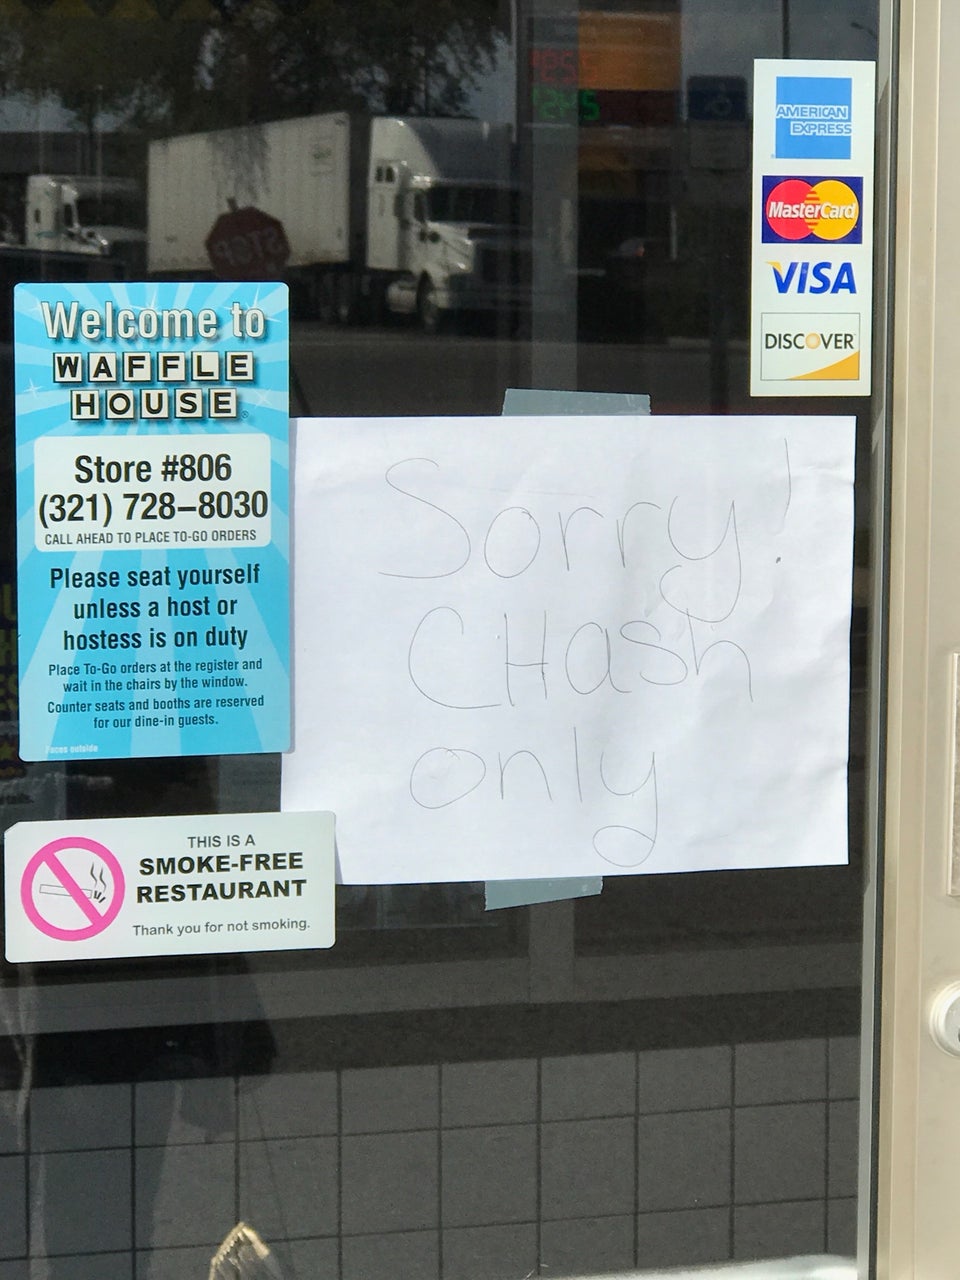 AMERICAN
EXPRESS
MasterCard
VISA
DISCOVER
STOP
Welcome to
WAFFLE
HOUSE
Store #806
(321) 728-8030
CALL AHEAD TO PLACE TO-GO ORDERS
Please seat yourself
unless a host or
hostess is on duty
Place To-Go orders at the register and
wait in the chairs by the window.
Counter seats and booths are reserved
for our dine-in guests.
Faces outside
Sorry!
CHash
only
THIS IS A
SMOKE-FREE
RESTAURANT
Thank you for not smoking.